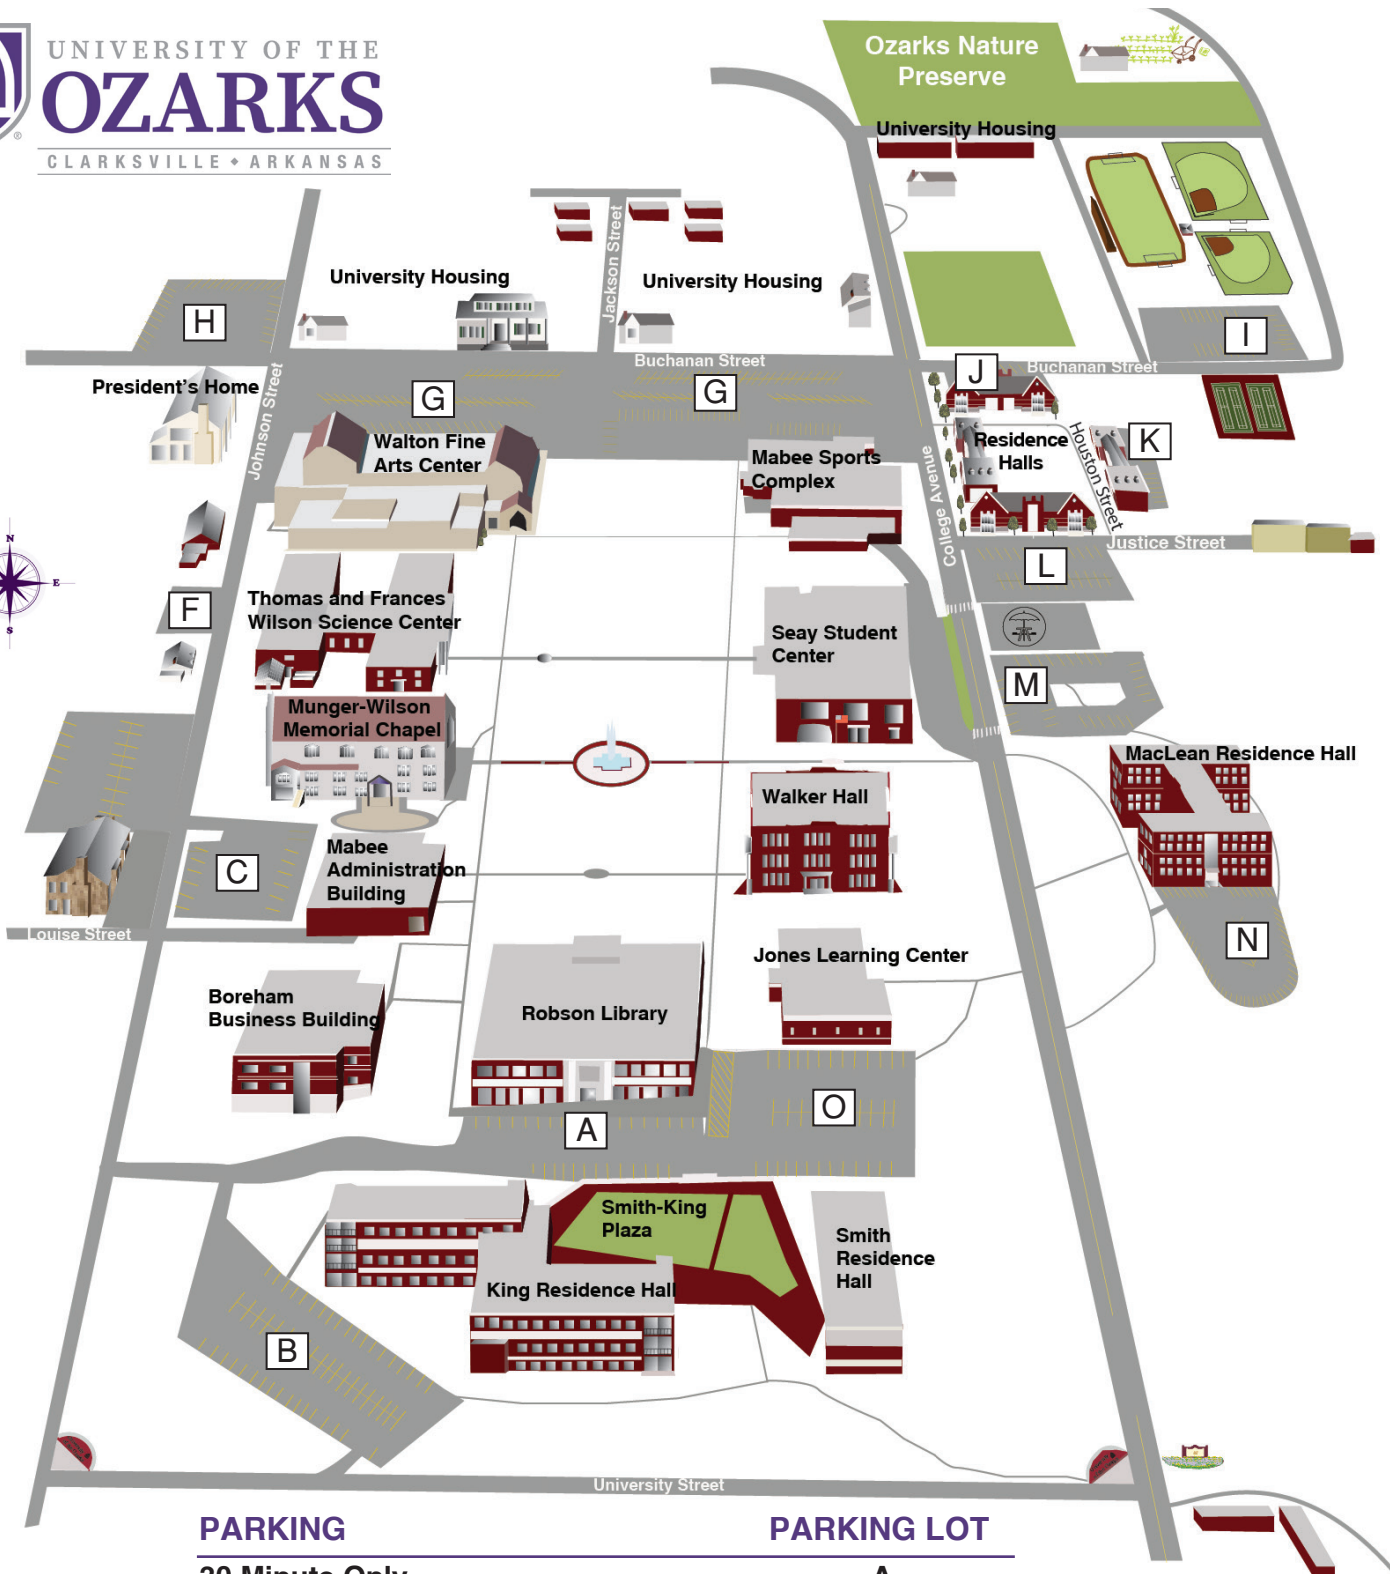 UNIVERSITY OF THE
OZARKS
CLARKSVILLE ◆ ARKANSAS
®
Ozarks Nature
Preserve
University Housing
Jackson Street
University Housing
University Housing
H
I
Buchanan Street
Buchanan Street
President's Home
Johnson Street
G
G
J
Walton Fine
Arts Center
Mabee Sports
Complex
Residence
Halls
K
Houston Street
College Avenue
Justice Street
L
N
E
S
F
Thomas and Frances
Wilson Science Center
Seay Student
Center
M
Munger-Wilson
Memorial Chapel
MacLean Residence Hall
Walker Hall
C
Mabee
Administration
Building
Louise Street
N
Jones Learning Center
Boreham
Business Building
Robson Library
A
O
Smith-King
Plaza
Smith
Residence
Hall
King Residence Hall
B
University Street
PARKING PARKING LOT
30 Minute Only A